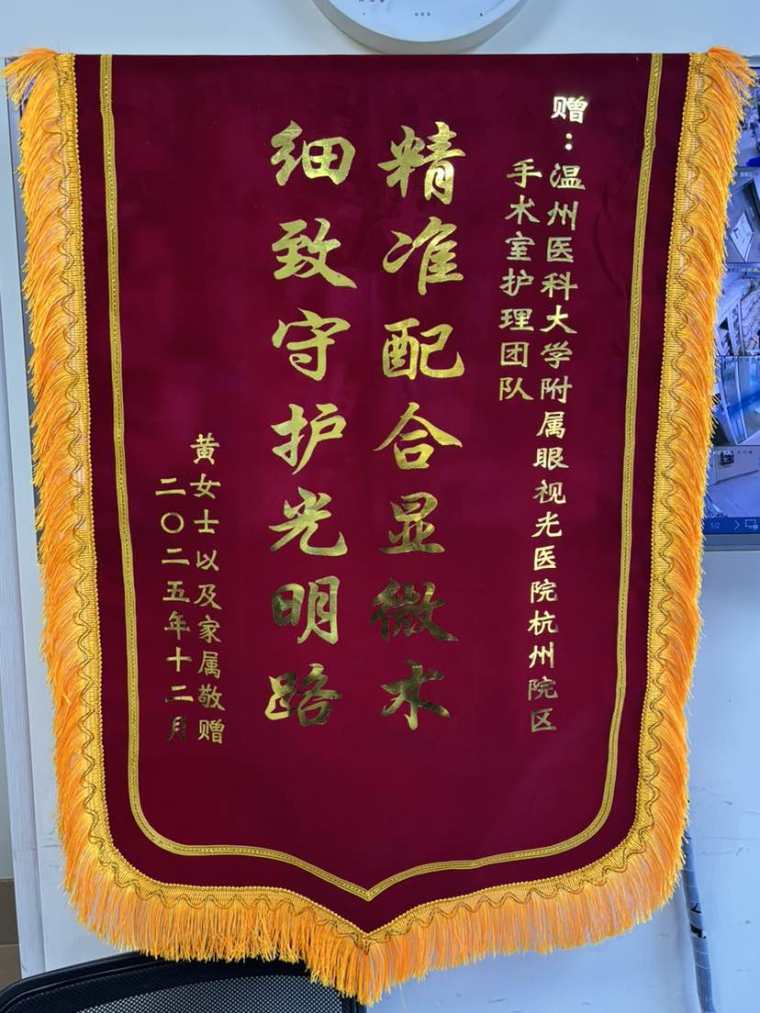 赠：温州医科大学附属眼视光医院杭州院区
手术室护理团队
精准配合显微术
细致守护光明路
黄女士以及家属敬赠
二〇二五年十二月
1/2